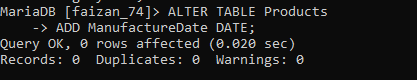 MariaDB [faizan_74]> ALTER TABLE Products
    -> ADD ManufactureDate DATE;
Query OK, 0 rows affected (0.020 sec)
Records: 0  Duplicates: 0  Warnings: 0